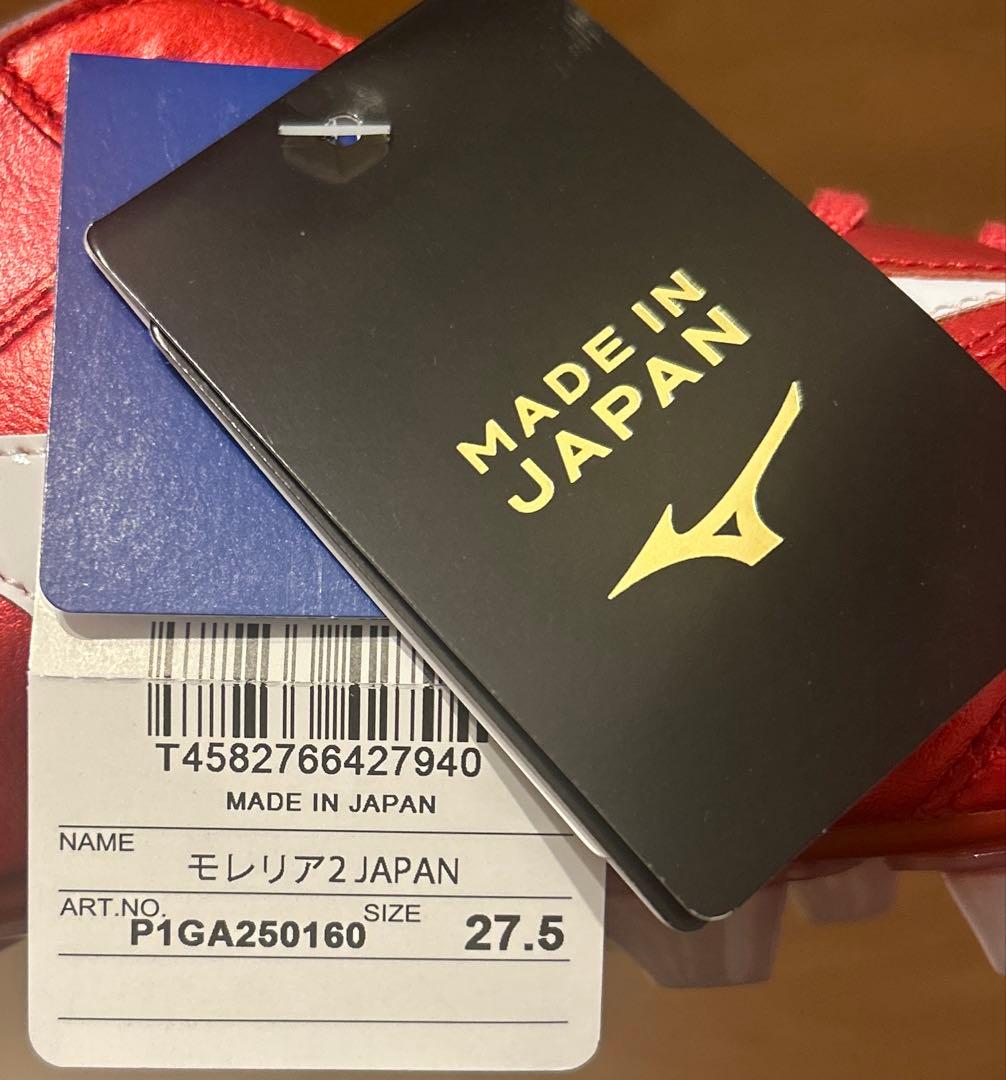 MADE IN
JAPAN
T4582766427940
MADE IN JAPAN
NAME
モレリア2 JAPAN
ART.NO.
P1GA250160
SIZE
27.5